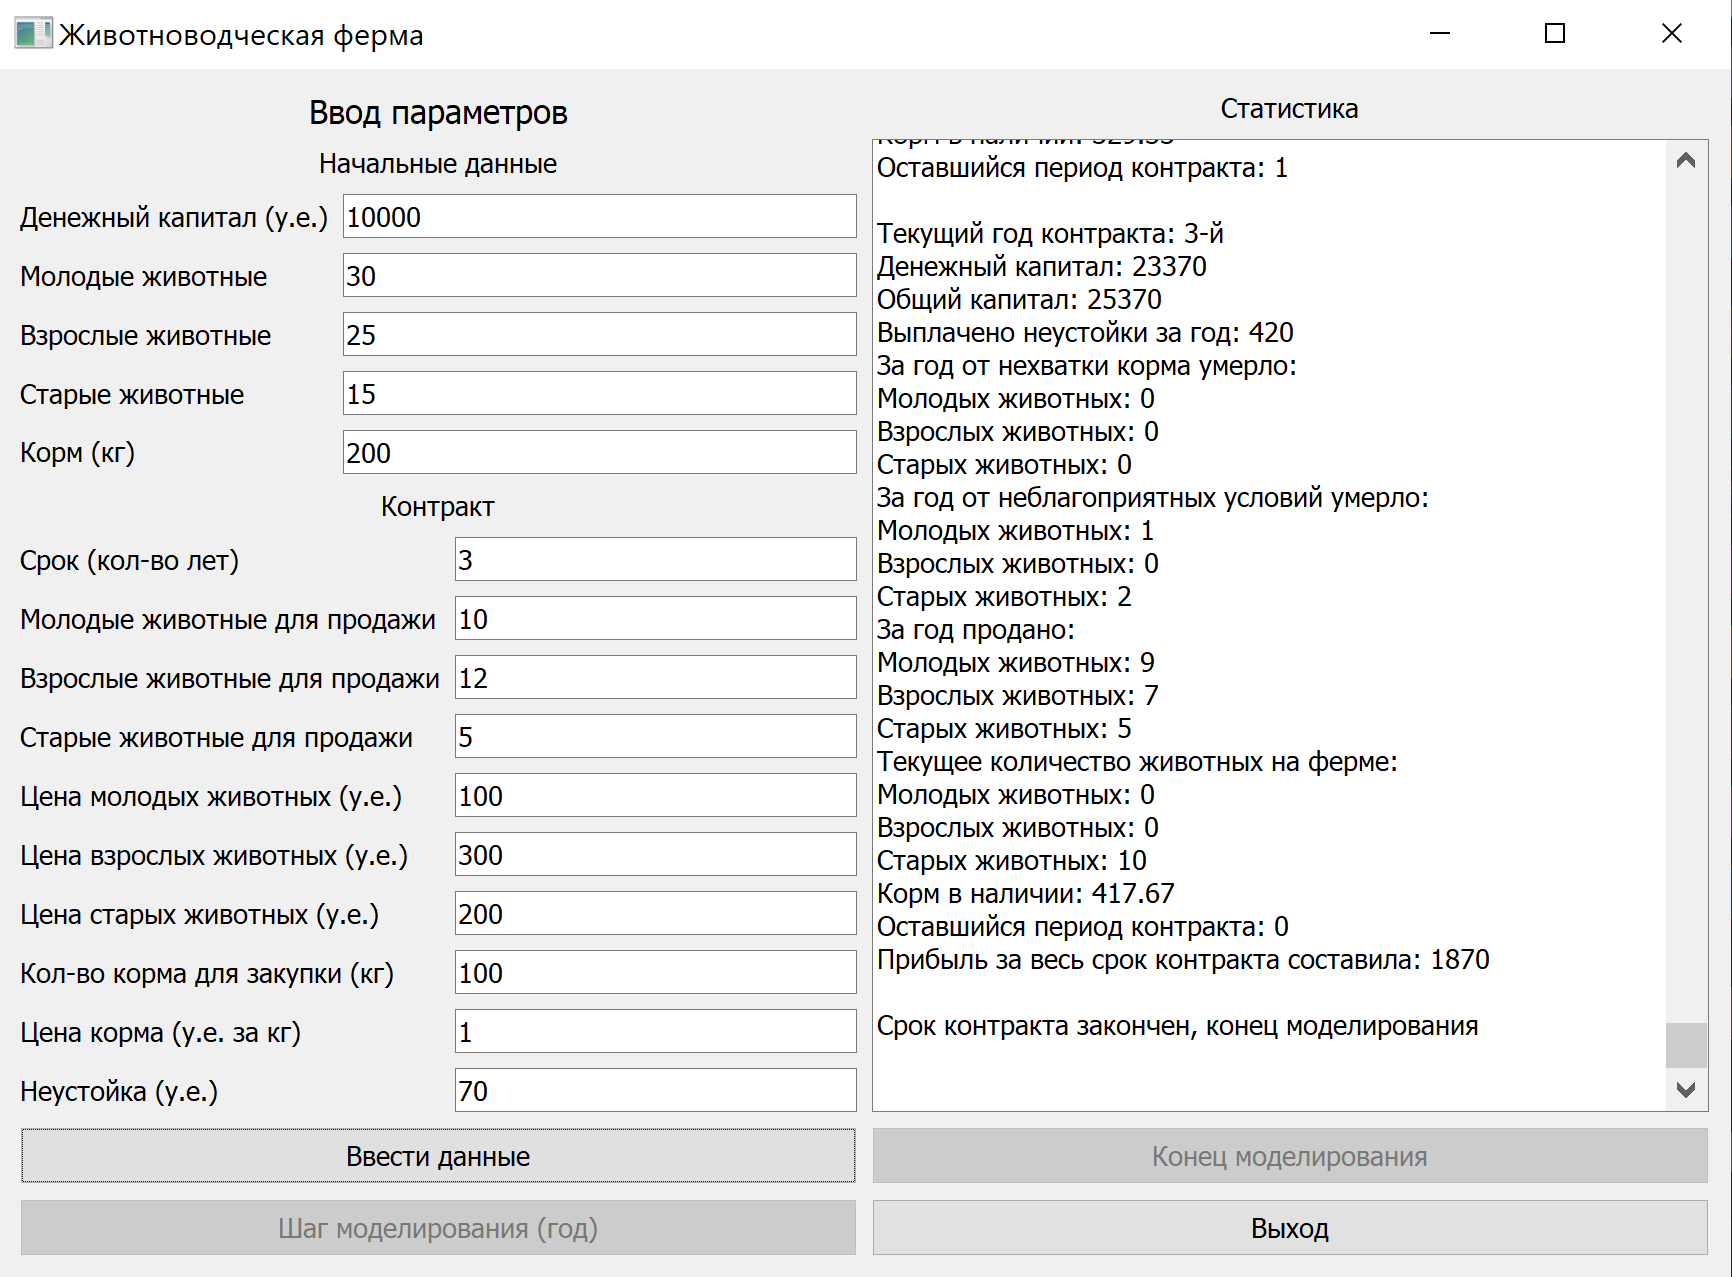 Животноводческая ферма
Ввод параметров
Начальные данные
Денежный капитал (у.е.) 10000
Молодые животные 30
Взрослые животные 25
Старые животные 15
Корм (кг) 200
Контракт
Срок (кол-во лет) 3
Молодые животные для продажи 10
Взрослые животные для продажи 12
Старые животные для продажи 5
Цена молодых животных (у.е.) 100
Цена взрослых животных (у.е.) 300
Цена старых животных (у.е.) 200
Кол-во корма для закупки (кг) 100
Цена корма (у.е. за кг) 1
Неустойка (у.е.) 70
Ввести данные
Шаг моделирования (год)
Статистика
Оставшийся период контракта: 1
Текущий год контракта: 3-й
Денежный капитал: 23370
Общий капитал: 25370
Выплачено неустойки за год: 420
За год от нехватки корма умерло:
Молодых животных: 0
Взрослых животных: 0
Старых животных: 0
За год от неблагоприятных условий умерло:
Молодых животных: 1
Взрослых животных: 0
Старых животных: 2
За год продано:
Молодых животных: 9
Взрослых животных: 7
Старых животных: 5
Текущее количество животных на ферме:
Молодых животных: 0
Взрослых животных: 0
Старых животных: 10
Корм в наличии: 417.67
Оставшийся период контракта: 0
Прибыль за весь срок контракта составила: 1870
Срок контракта закончен, конец моделирования
Конец моделирования
Выход